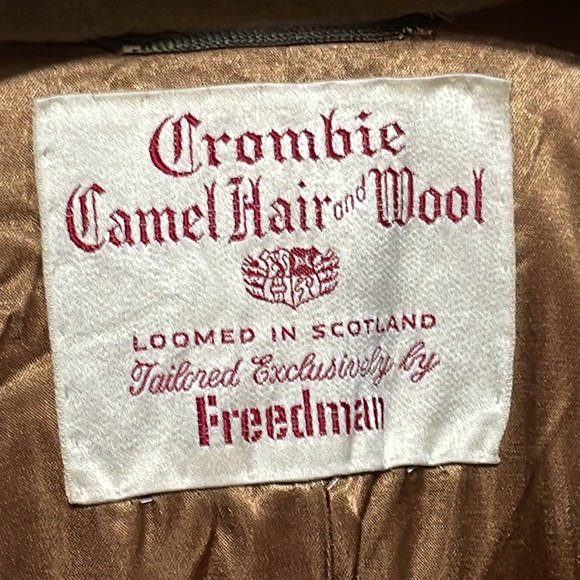 Crombie
Camel Hair and Wool
LOOMED IN SCOTLAND
Tailored Exclusively by
Freedman